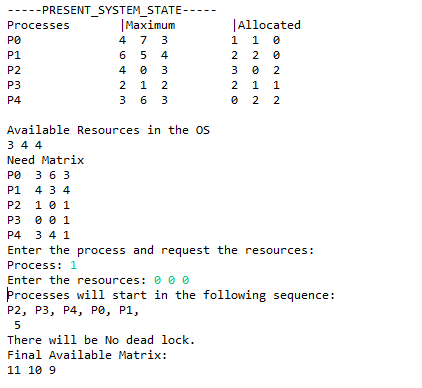 -----PRESENT_SYSTEM_STATE-----
Processes |Maximum |Allocated
P0 4 7 3 1 1 0
P1 6 5 4 2 2 0
P2 4 0 3 3 0 2
P3 2 1 2 2 1 1
P4 3 6 3 0 2 2
Available Resources in the OS
3 4 4
Need Matrix
P0 3 6 3
P1 4 3 4
P2 1 0 1
P3 0 0 1
P4 3 4 1
Enter the process and request the resources:
Process: 1
Enter the resources: 0 0 0
Processes will start in the following sequence:
P2, P3, P4, P0, P1,
5
There will be No dead lock.
Final Available Matrix:
11 10 9